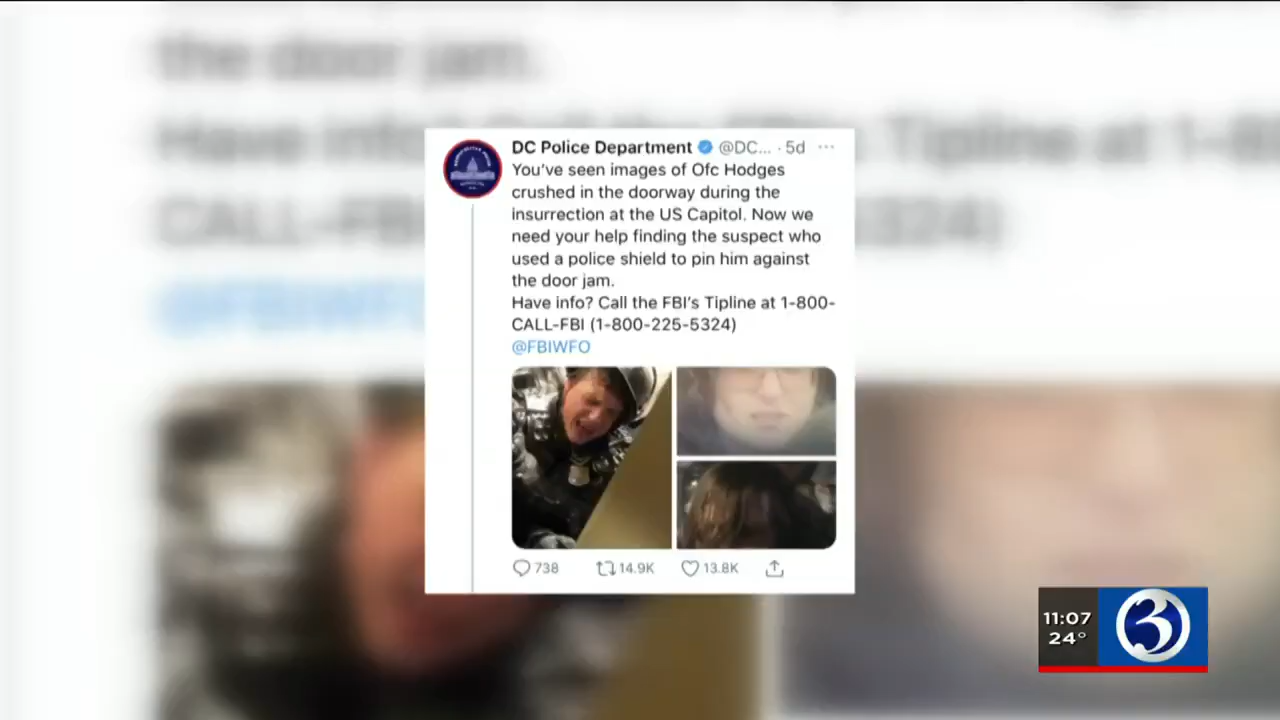 the door jam.
DC Police Department @DC... · 5d ...
You've seen images of Ofc Hodges
crushed in the doorway during the
insurrection at the US Capitol. Now we
need your help finding the suspect who
used a police shield to pin him against
the door jam.
Have info? Call the FBI's Tipline at 1-800-
CALL-FBI (1-800-225-5324)
@FBIWFO
738 14.9K 13.8K
11:07
24°
3